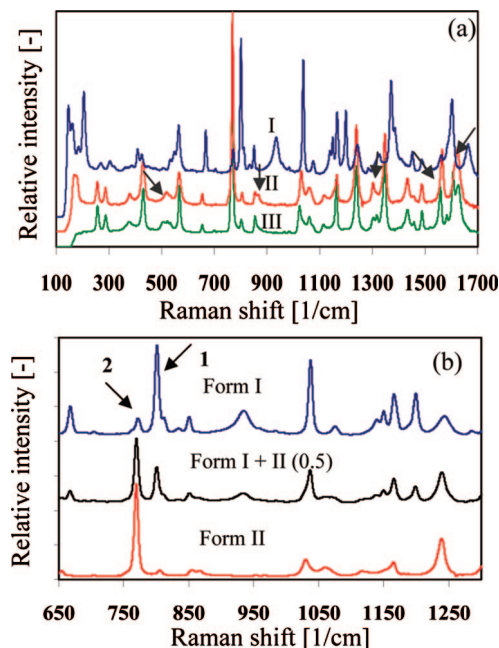 (a)
Relative intensity [-]
I
II
III
100 300 500 700 900 1100 1300 1500 1700
Raman shift [1/cm]
(b)
Relative intensity [-]
2
1
Form I
Form I + II (0.5)
Form II
650 750 850 950 1050 1150 1250
Raman shift [1/cm]